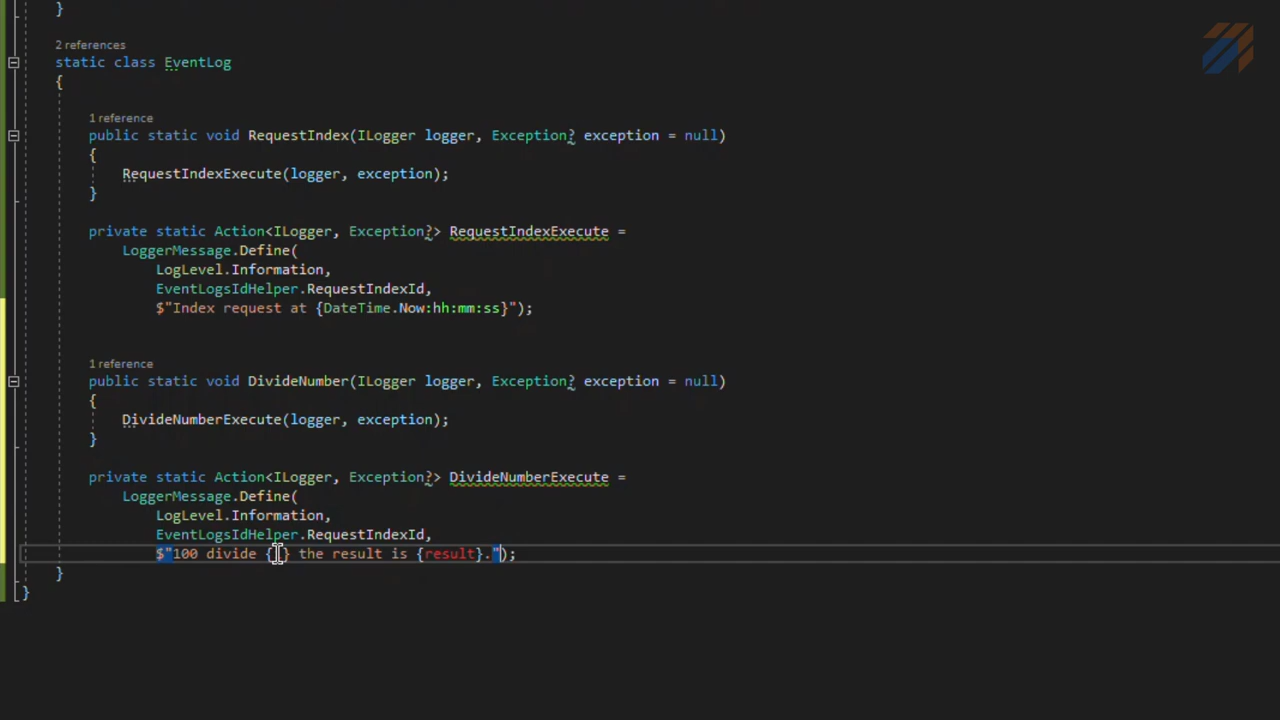 }
2 references
static class EventLog
{
1 reference
public static void RequestIndex(ILogger logger, Exception? exception = null)
{
RequestIndexExecute(logger, exception);
}
private static Action<ILogger, Exception?> RequestIndexExecute =
LoggerMessage.Define(
LogLevel.Information,
EventLogsIdHelper.RequestIndexId,
$"Index request at {DateTime.Now:hh:mm:ss}");
1 reference
public static void DivideNumber(ILogger logger, Exception? exception = null)
{
DivideNumberExecute(logger, exception);
}
private static Action<ILogger, Exception?> DivideNumberExecute =
LoggerMessage.Define(
LogLevel.Information,
EventLogsIdHelper.RequestIndexId,
$"100 divide { } the result is {result}.");
}
}